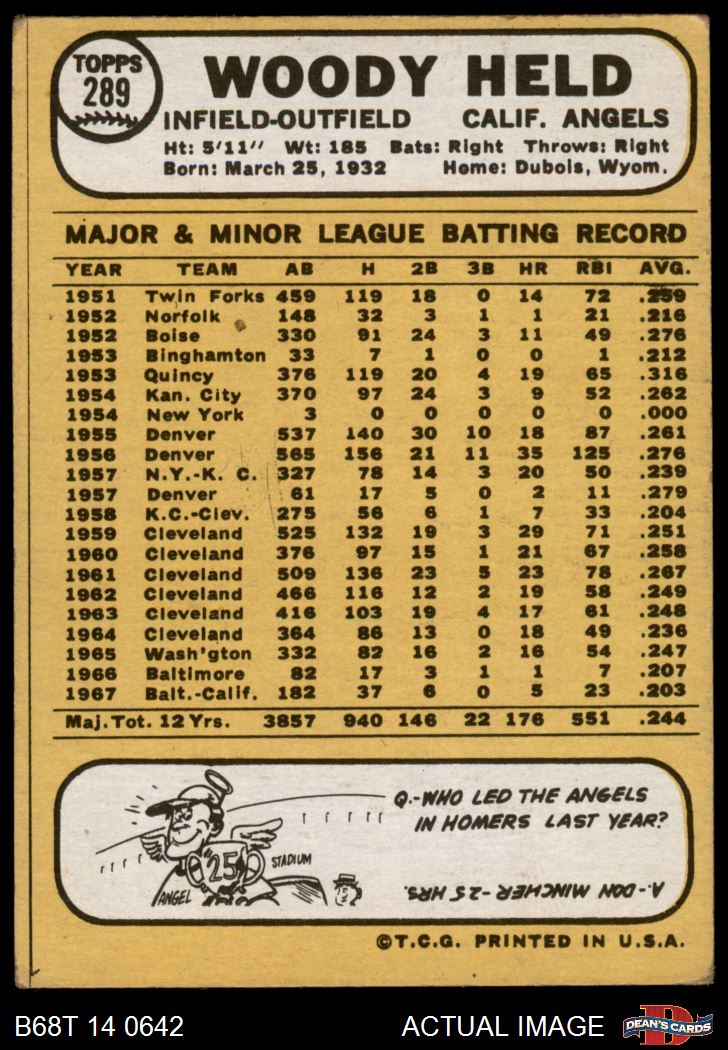 TOPPS
289
WOODY HELD
INFIELD-OUTFIELD CALIF. ANGELS
Ht: 5'11'' Wt: 185 Bats: Right Throws: Right
Born: March 25, 1932 Home: Dubois, Wyom.
MAJOR & MINOR LEAGUE BATTING RECORD
YEAR TEAM AB H 2B 3B HR RBI AVG.
1951 Twin Forks 459 119 18 0 14 72 .259
1952 Norfolk 148 32 3 1 1 21 .216
1952 Boise 330 91 24 3 11 49 .276
1953 Binghamton 33 7 1 0 0 1 .212
1953 Quincy 376 119 20 4 19 65 .316
1954 Kan. City 370 97 24 3 9 52 .262
1954 New York 3 0 0 0 0 0 .000
1955 Denver 537 140 30 10 18 87 .261
1956 Denver 565 156 21 11 35 125 .276
1957 N.Y.-K. C. 327 78 14 3 20 50 .239
1957 Denver 61 17 5 0 2 11 .279
1958 K.C.-Clev. 275 56 6 1 7 33 .204
1959 Cleveland 525 132 19 3 29 71 .251
1960 Cleveland 376 97 15 1 21 67 .258
1961 Cleveland 509 136 23 5 23 78 .267
1962 Cleveland 466 116 12 2 19 58 .249
1963 Cleveland 416 103 19 4 17 61 .248
1964 Cleveland 364 86 13 0 18 49 .236
1965 Wash'gton 332 82 16 2 16 54 .247
1966 Baltimore 82 17 3 1 1 7 .207
1967 Balt.-Calif. 182 37 6 0 5 23 .203
Maj. Tot. 12 Yrs. 3857 940 146 22 176 551 .244
Q.-WHO LED THE ANGELS
IN HOMERS LAST YEAR?
25
STADIUM
ANGEL
A.-DON MINCHER-25 HRS.
©T.C.G. PRINTED IN U.S.A.
B68T 14 0642 ACTUAL IMAGE
D
DEAN'S CARDS